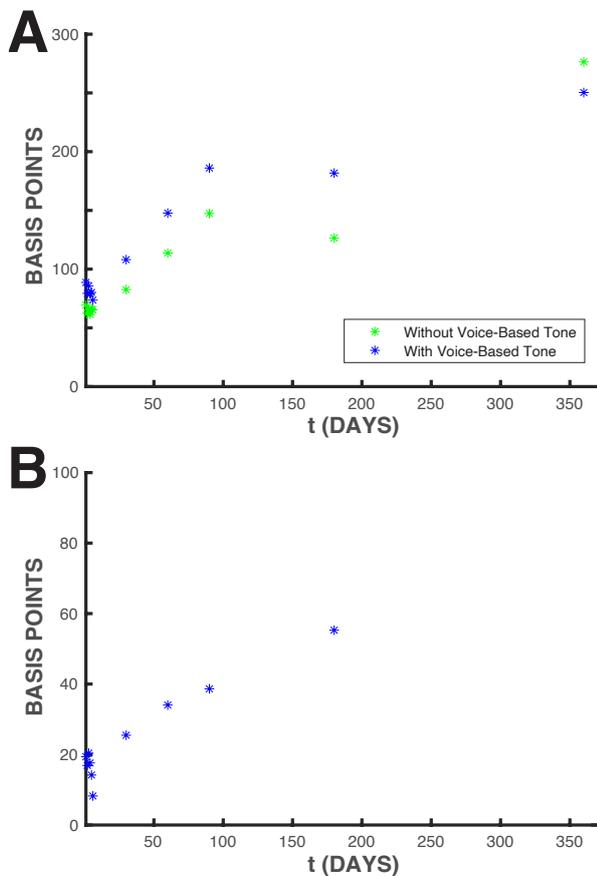 A
300
200
100
0
BASIS POINTS
Without Voice-Based Tone
With Voice-Based Tone
50 100 150 200 250 300 350
t (DAYS)
B
100
80
60
40
20
0
BASIS POINTS
50 100 150 200 250 300 350
t (DAYS)